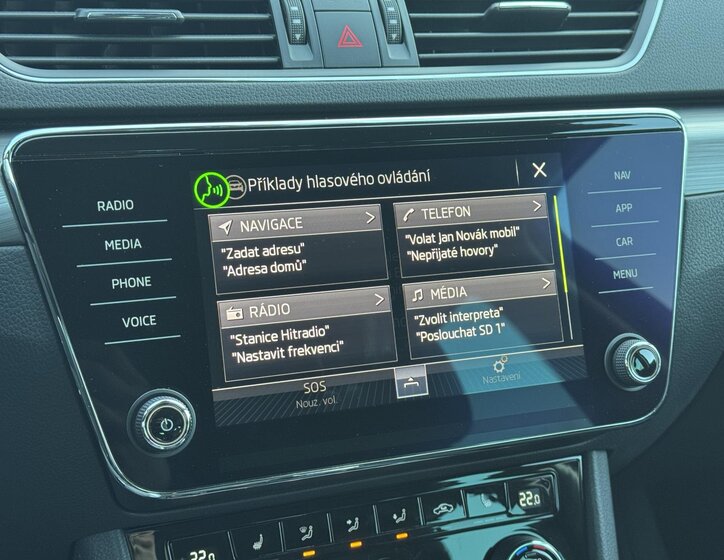 Příklady hlasového ovládání
RADIO
MEDIA
PHONE
VOICE
NAVIGACE
"Zadat adresu"
"Adresa domů"
TELEFON
"Volat Jan Novák mobil"
"Nepřijaté hovory"
RÁDIO
"Stanice Hitradio"
"Nastavit frekvenci"
MÉDIA
"Zvolit interpreta"
"Poslouchat SD 1"
SOS
Nouz. vol.
Nastavení
NAV
APP
CAR
MENU
22.0
22.0